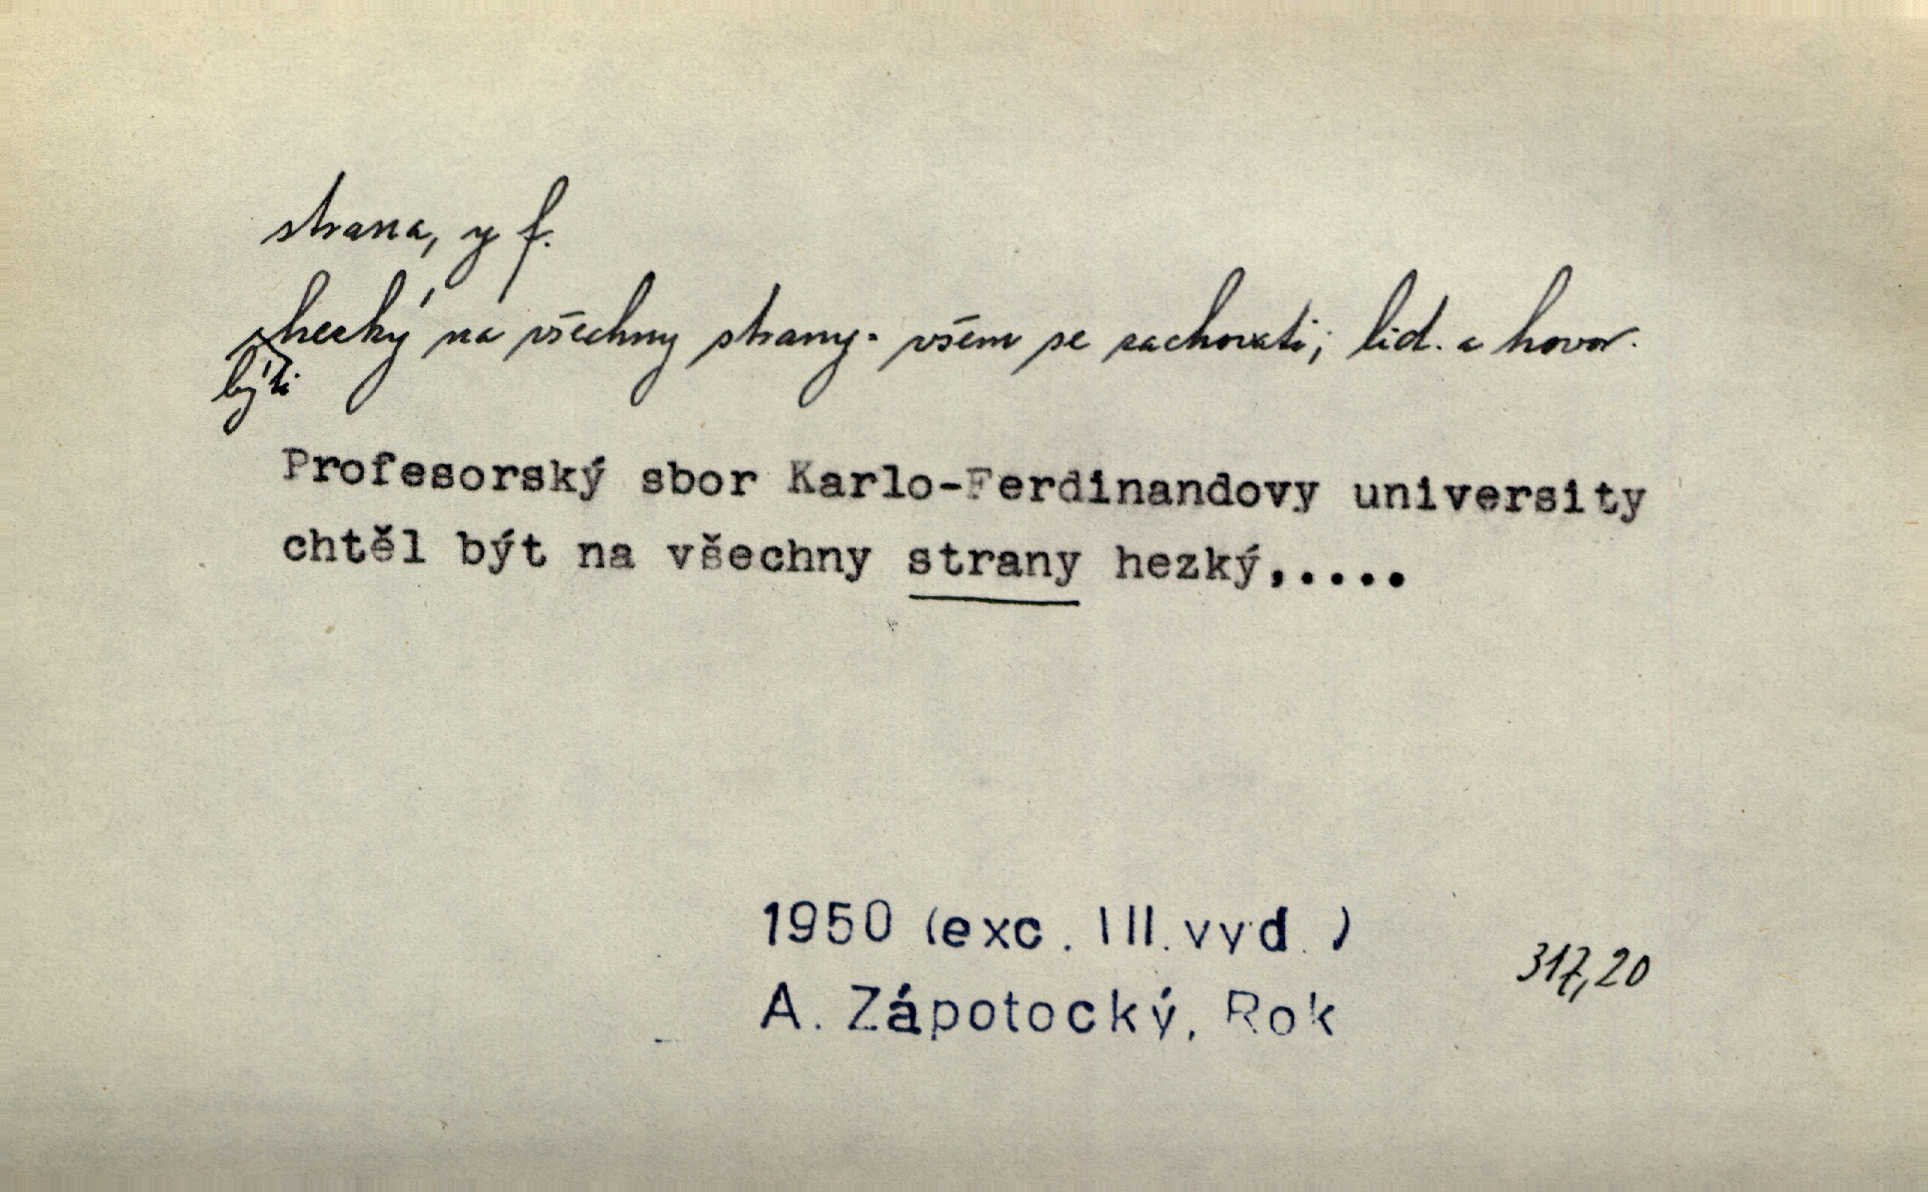 strana, y f.
býti hezký na všechny strany - všem se zachovati; lid. a hovor.
Profesorský sbor Karlo-Ferdinandovy university
chtěl být na všechny strany hezký,....
1950 (exc. III. vyd.)
A. Zápotocký, Rok
317,20